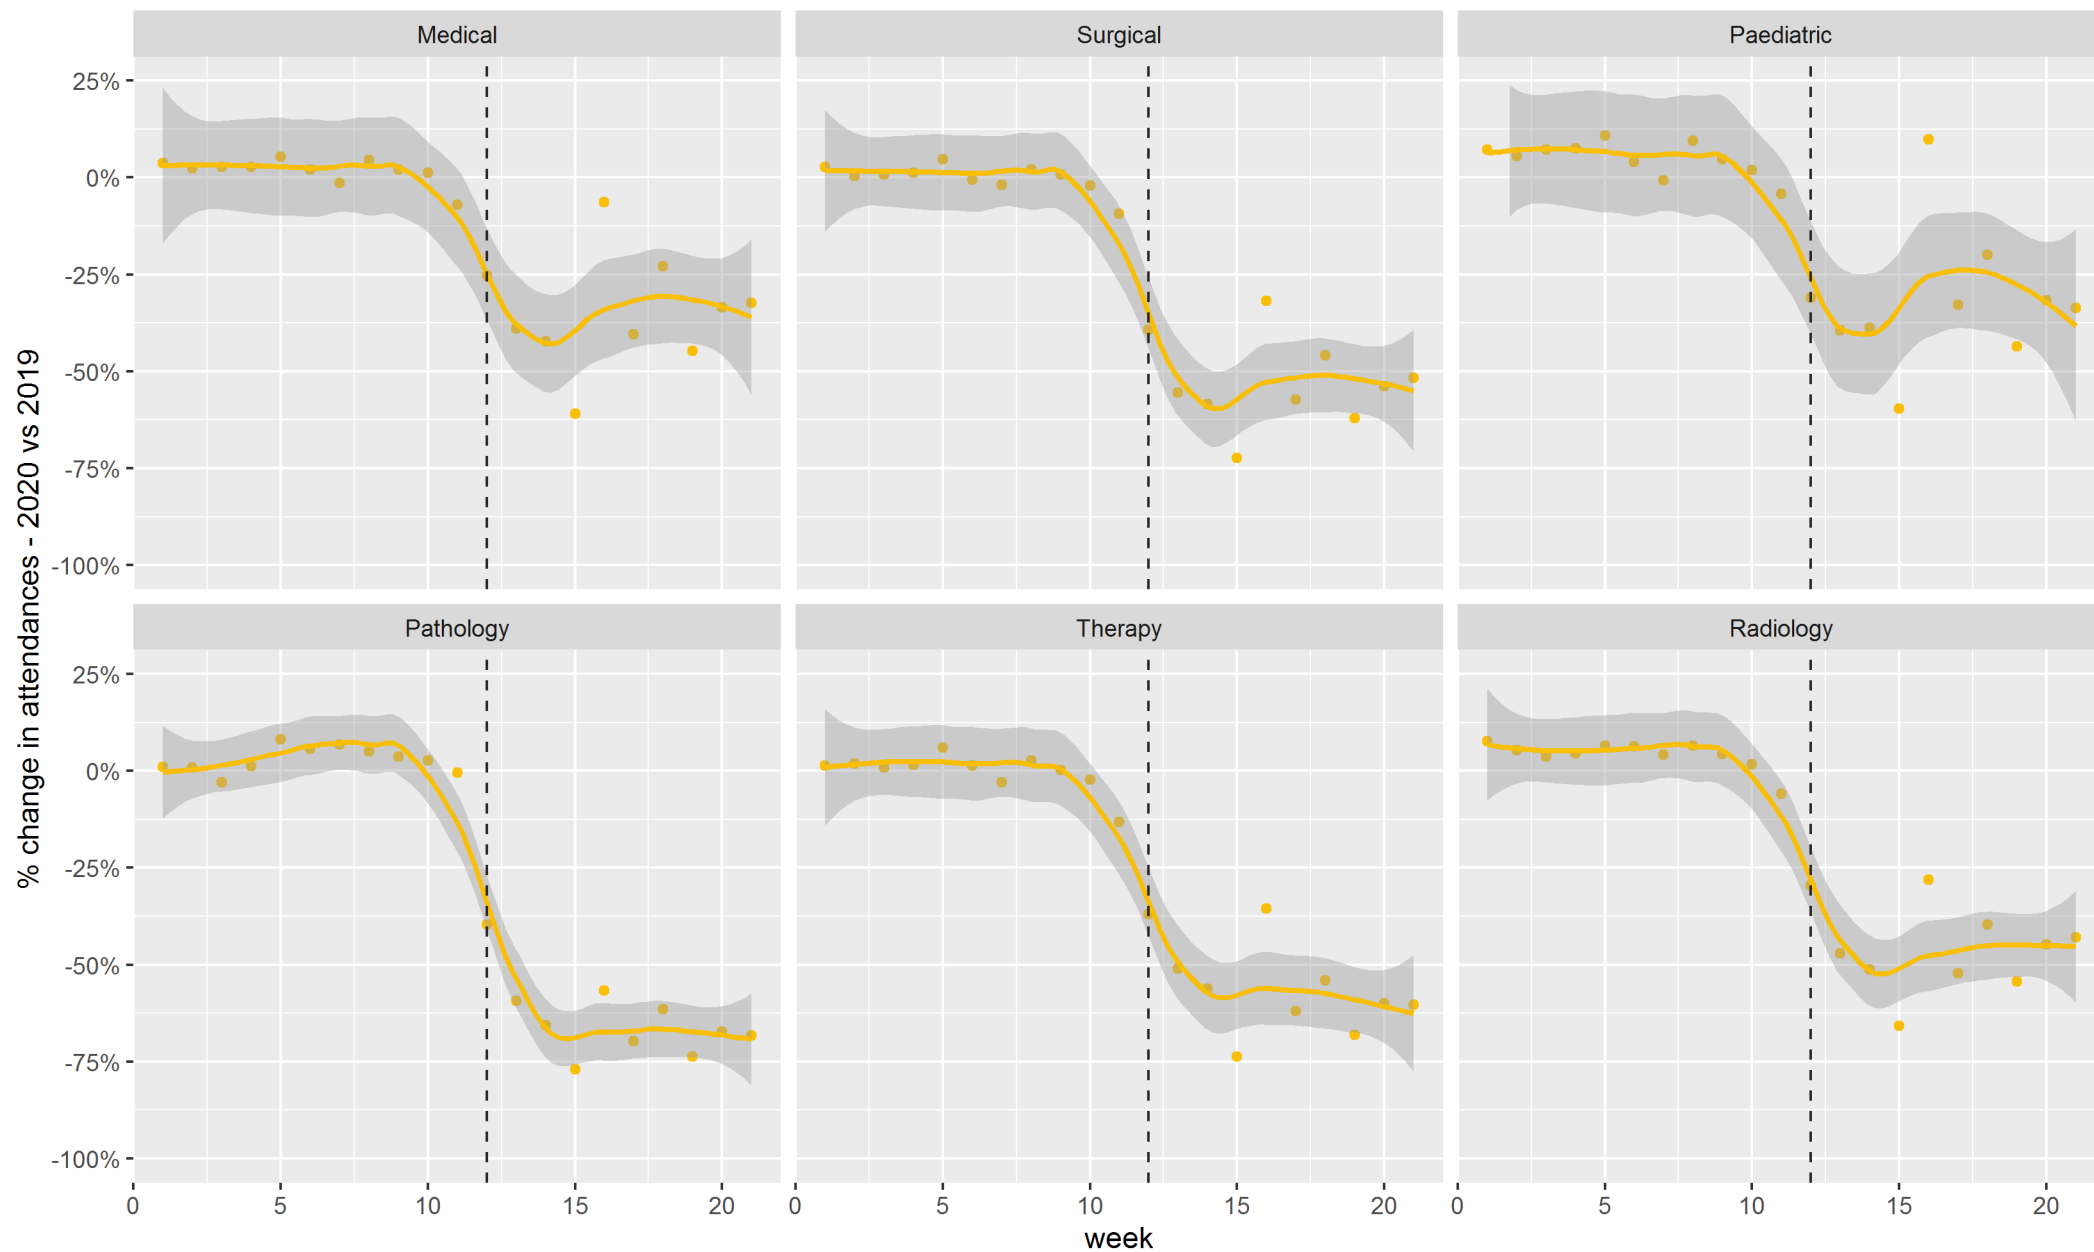 Medical
Surgical
Paediatric
25%
0%
-25%
-50%
-75%
-100%
Pathology
Therapy
Radiology
25%
0%
-25%
-50%
-75%
-100%
0 5 10 15 20 0 5 10 15 20 0 5 10 15 20
week
% change in attendances - 2020 vs 2019